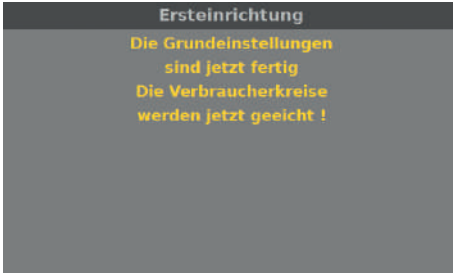 Ersteinrichtung
Die Grundeinstellungen
sind jetzt fertig
Die Verbraucherkreise
werden jetzt geeicht !